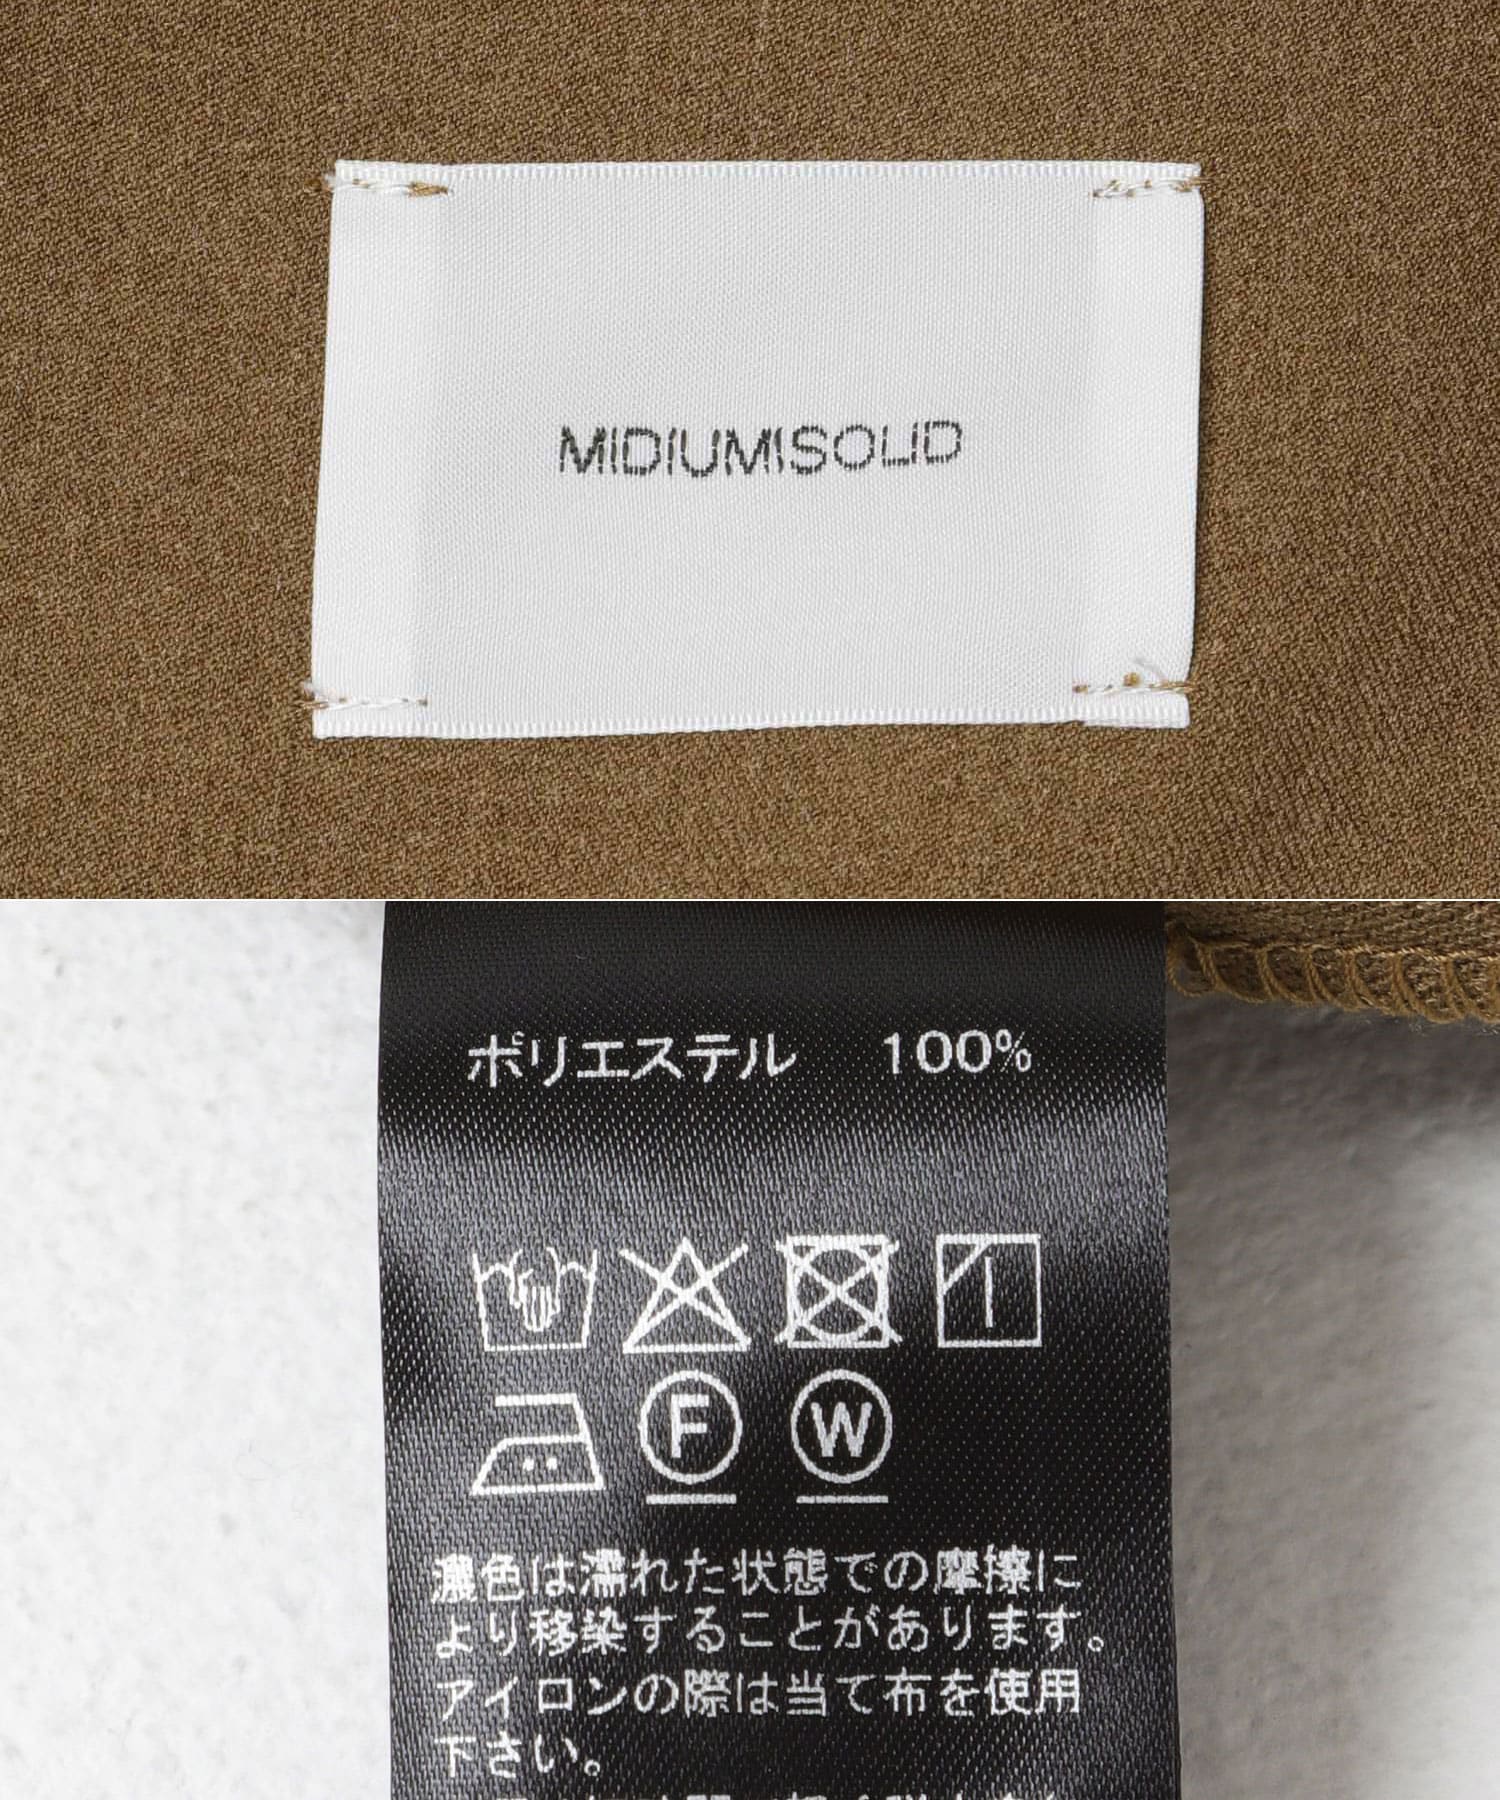 MIDIUMISOLID
ポリエステル 100%
F W
濃色は濡れた状態での摩擦に
より移染することがあります。
アイロンの際は当て布を使用
下さい。